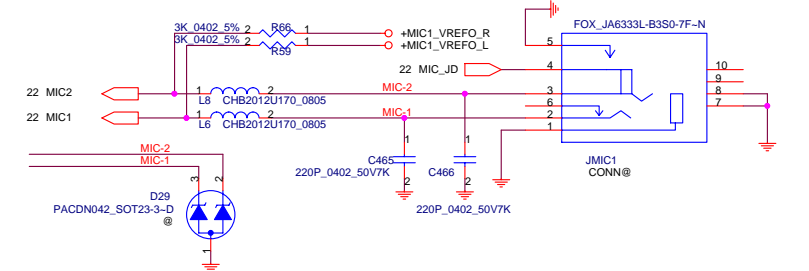 FOX_JA6333L-B3S0-7F~N
3K_0402_5% 2 R66 1 +MIC1_VREFO_R
3K_0402_5% 2 R59 1 +MIC1_VREFO_L
5
22 MIC_JD 4 10
9
22 MIC2 1 2 MIC-2 3 8
L8 CHB2012U170_0805 6 7
22 MIC1 1 2 MIC-1 2
L6 CHB2012U170_0805 1
1 1
MIC-2
MIC-1
C465 C466
220P_0402_50V7K 2 2
220P_0402_50V7K
JMIC1
CONN@
3 2
D29
PACDN042_SOT23-3~D
@
1